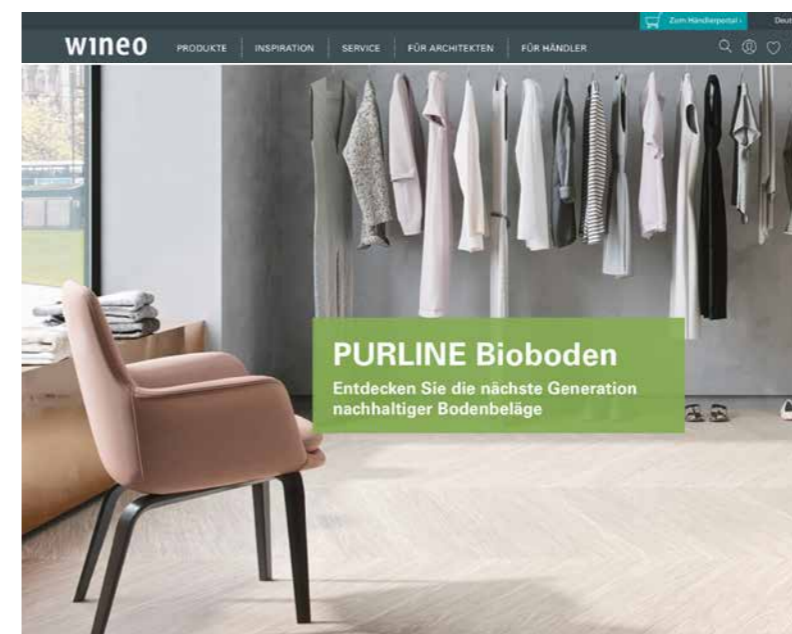 Zum Händlerportal ›
Deut
wineo
PRODUKTE
INSPIRATION
SERVICE
FÜR ARCHITEKTEN
FÜR HÄNDLER
PURLINE Bioboden
Entdecken Sie die nächste Generation
nachhaltiger Bodenbeläge